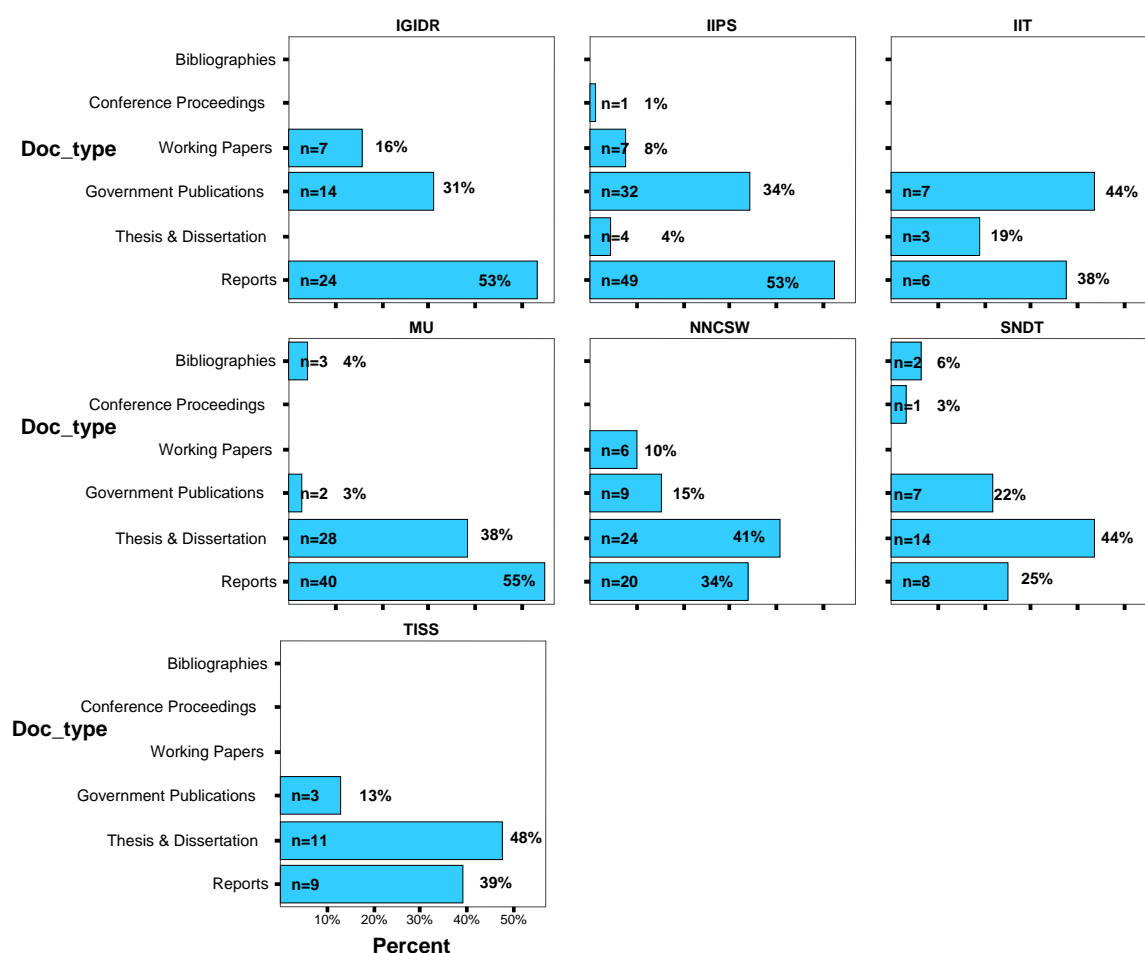 IGIDR IIPS IIT
Bibliographies
Conference Proceedings n=1 1%
Doc_type Working Papers n=7 16% n=7 8%
Government Publications n=14 31% n=32 34% n=7 44%
Thesis & Dissertation n=4 4% n=3 19%
Reports n=24 53% n=49 53% n=6 38%
MU NNCSW SNDT
Bibliographies n=3 4% n=2 6%
Conference Proceedings n=1 3%
Doc_type
Working Papers n=6 10%
Government Publications n=2 3% n=9 15% n=7 22%
Thesis & Dissertation n=28 38% n=24 41% n=14 44%
Reports n=40 55% n=20 34% n=8 25%
TISS
Bibliographies
Conference Proceedings
Doc_type
Working Papers
Government Publications n=3 13%
Thesis & Dissertation n=11 48%
Reports n=9 39%
10% 20% 30% 40% 50%
Percent